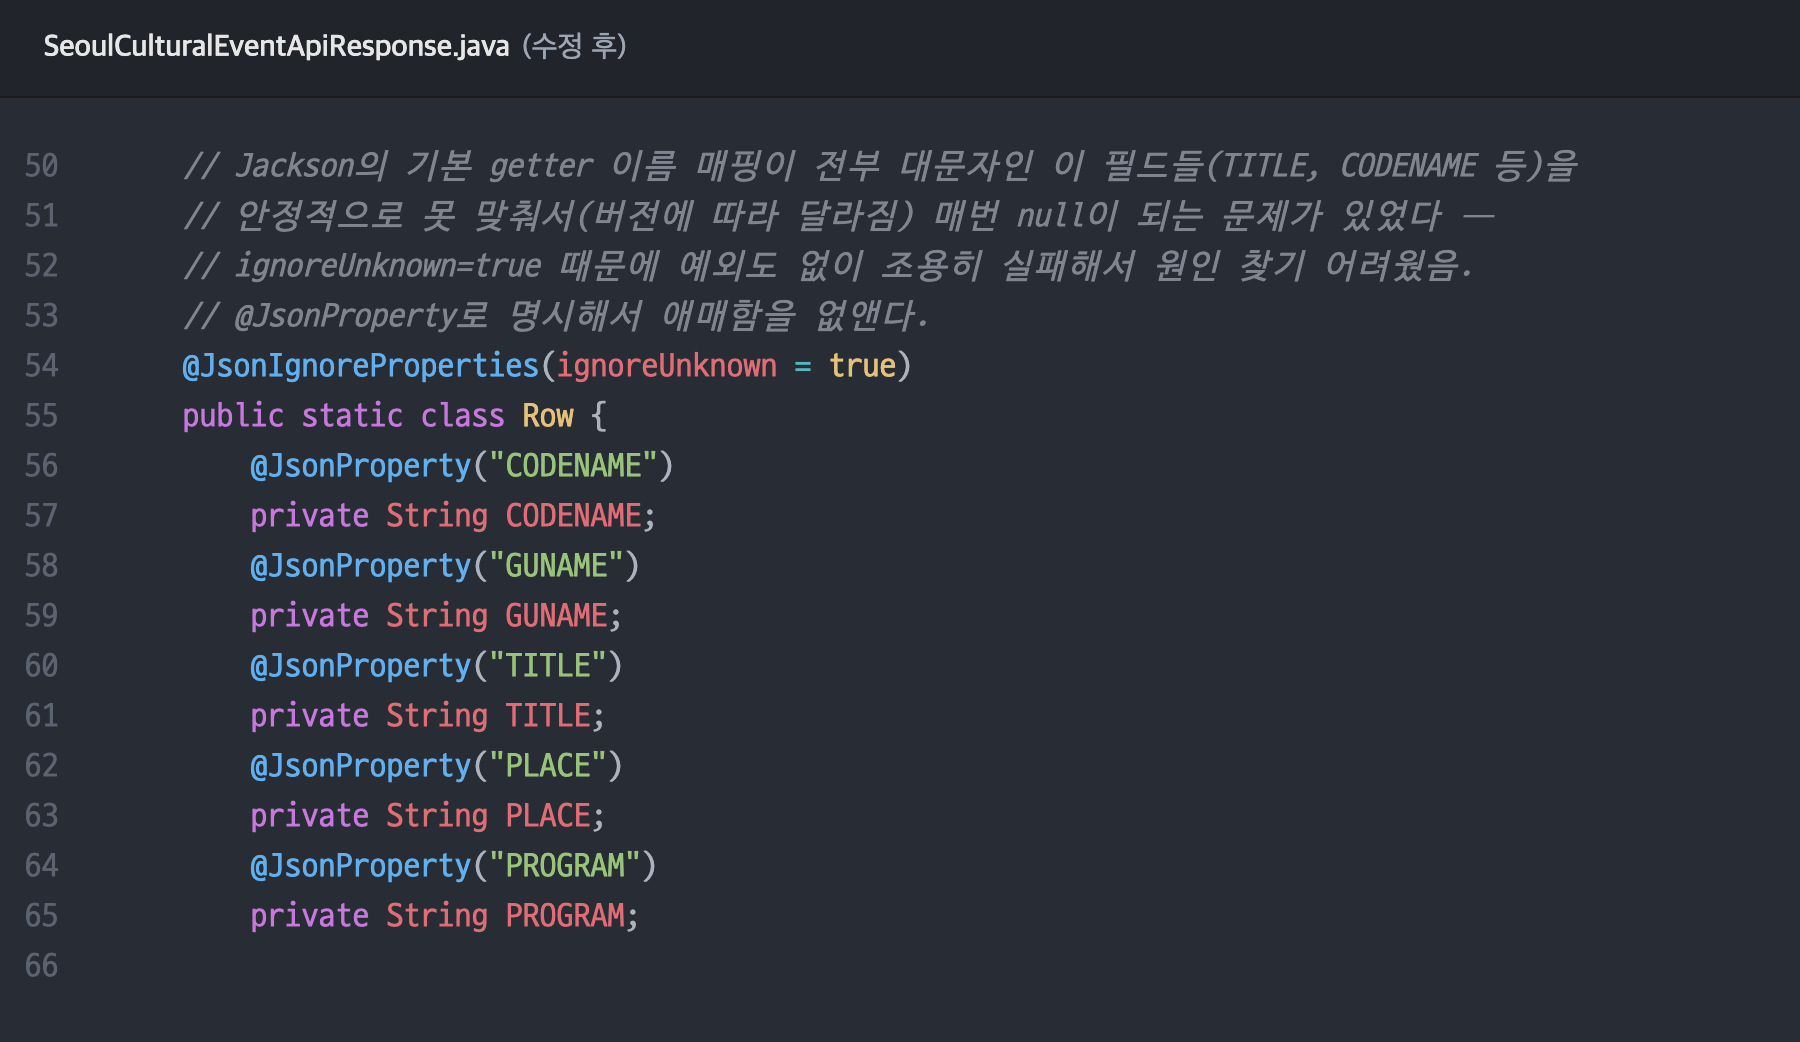 SeoulCulturalEventApiResponse.java (수정 후)
50 // Jackson의 기본 getter 이름 매핑이 전부 대문자인 이 필드들(TITLE, CODENAME 등)을
51 // 안정적으로 못 맞춰서(버전에 따라 달라짐) 매번 null이 되는 문제가 있었다 —
52 // ignoreUnknown=true 때문에 예외도 없이 조용히 실패해서 원인 찾기 어려웠음.
53 // @JsonProperty로 명시해서 애매함을 없앤다.
54 @JsonIgnoreProperties(ignoreUnknown = true)
55 public static class Row {
56 @JsonProperty("CODENAME")
57 private String CODENAME;
58 @JsonProperty("GUNAME")
59 private String GUNAME;
60 @JsonProperty("TITLE")
61 private String TITLE;
62 @JsonProperty("PLACE")
63 private String PLACE;
64 @JsonProperty("PROGRAM")
65 private String PROGRAM;
66